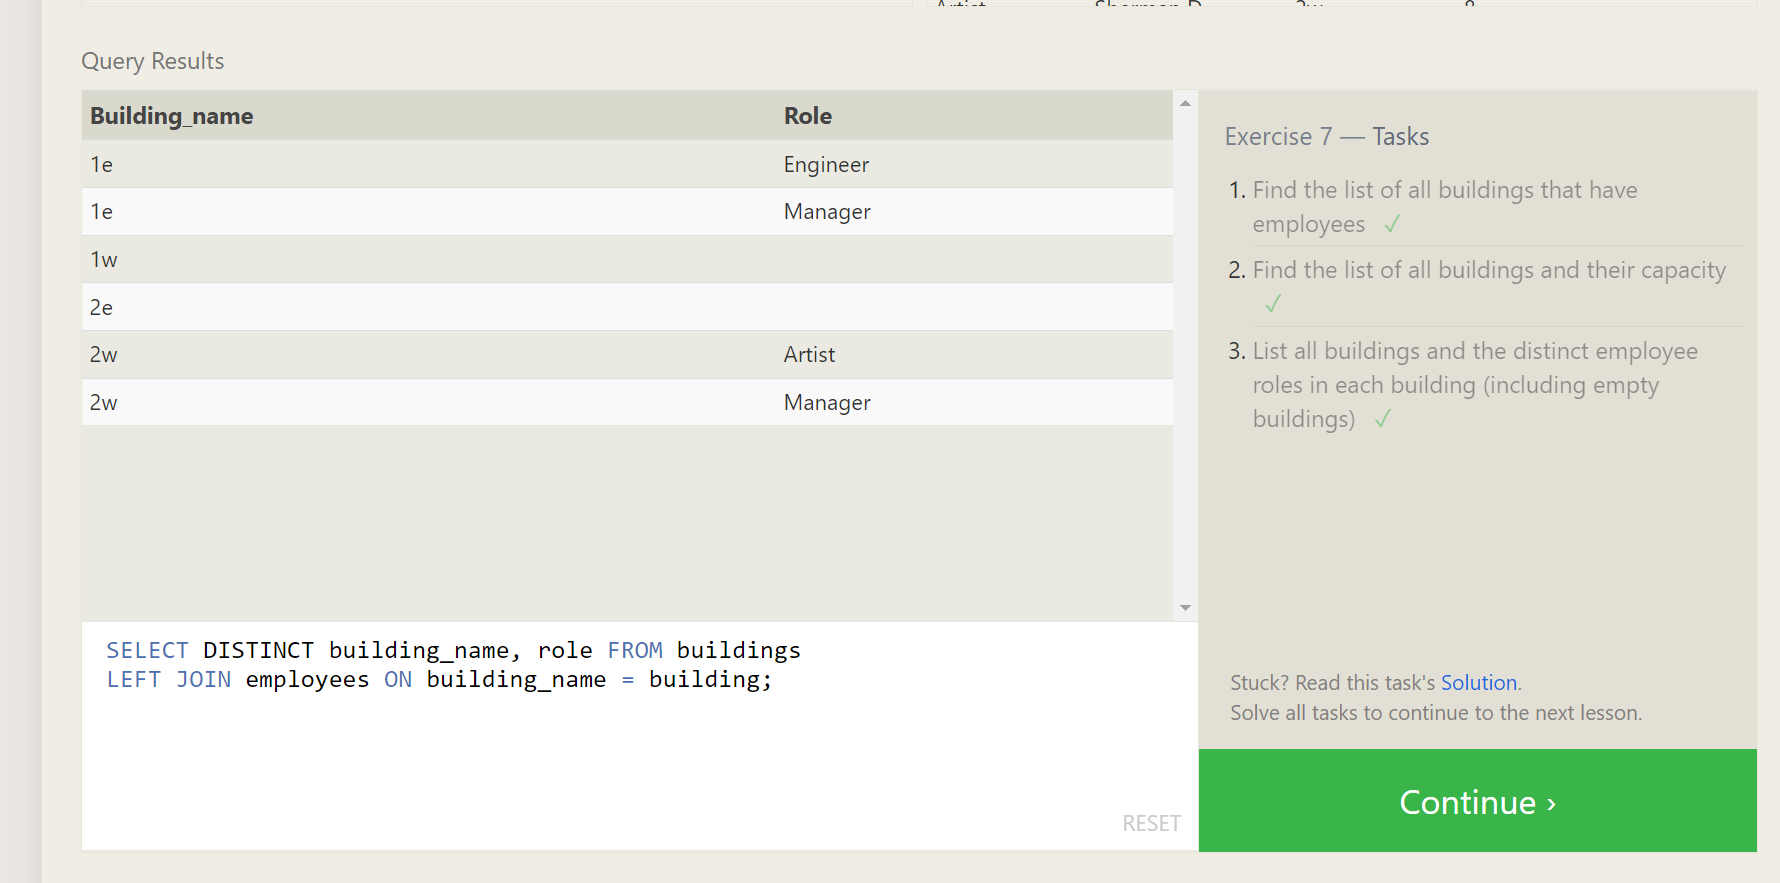 Query Results
Building_name Role
1e Engineer
1e Manager
1w
2e
2w Artist
2w Manager
SELECT DISTINCT building_name, role FROM buildings
LEFT JOIN employees ON building_name = building;
RESET
Exercise 7 — Tasks
1. Find the list of all buildings that have
employees ✓
2. Find the list of all buildings and their capacity
✓
3. List all buildings and the distinct employee
roles in each building (including empty
buildings) ✓
Stuck? Read this task's Solution.
Solve all tasks to continue to the next lesson.
Continue ›